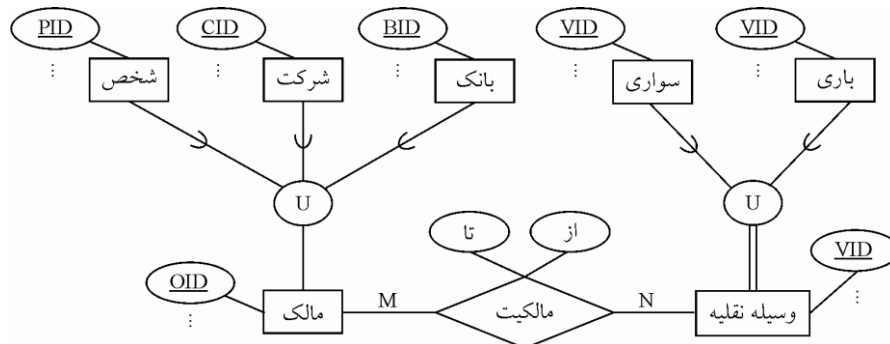 PID CID BID VID VID
شخص شرکت بانک سواری باری
U U
تا از
VID
OID
مالک M مالکیت N وسیله نقلیه